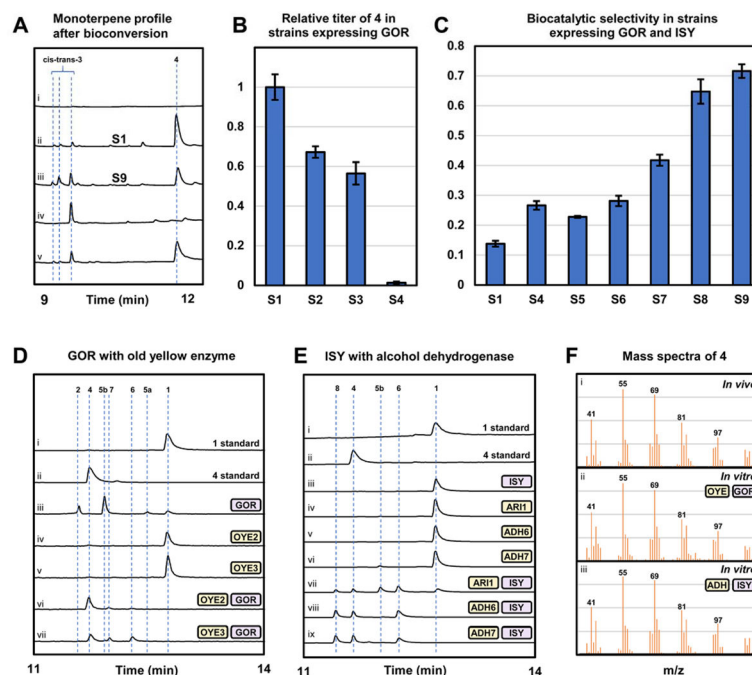 A
Monoterpene profile
after bioconversion
cis-trans-3
4
i
ii
S1
iii
S9
iv
v
9
Time (min)
12
B
Relative titer of 4 in
strains expressing GOR
1
0.8
0.6
0.4
0.2
0
S1 S2 S3 S4
C
Biocatalytic selectivity in strains
expressing GOR and ISY
0.8
0.7
0.6
0.5
0.4
0.3
0.2
0.1
0
S1 S4 S5 S6 S7 S8 S9
D
GOR with old yellow enzyme
2 4 5b 7 6 5a 1
i
1 standard
ii
4 standard
iii
GOR
iv
OYE2
v
OYE3
vi
OYE2 GOR
vii
OYE3 GOR
11
Time (min)
14
E
ISY with alcohol dehydrogenase
8 4 5b 6 1
i
1 standard
ii
4 standard
iii
ISY
iv
ARI1
v
ADH6
vi
ADH7
vii
ARI1 ISY
viii
ADH6 ISY
ix
ADH7 ISY
11
Time (min)
14
F
Mass spectra of 4
i
In vivo
41 55 69 81 97
ii
In vitro
OYE GOR
41 55 69 81 97
iii
In vitro
ADH ISY
41 55 69 81 97
m/z